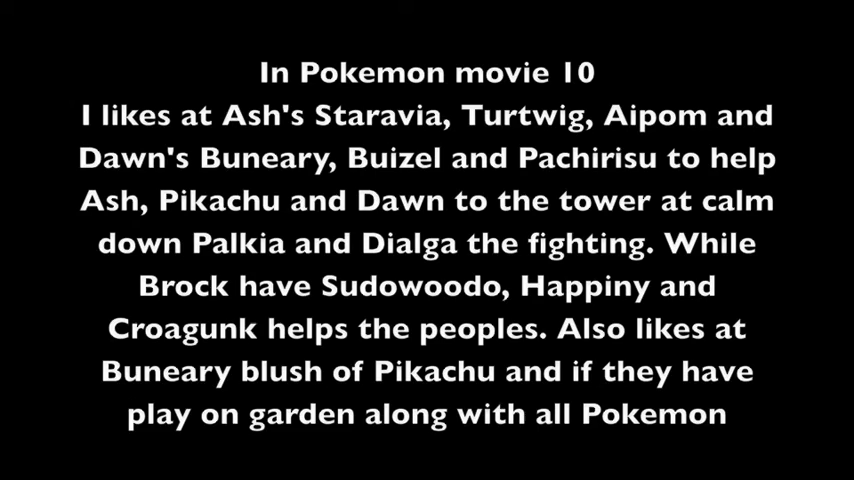 In Pokemon movie 10
I likes at Ash's Staravia, Turtwig, Aipom and
Dawn's Buneary, Buizel and Pachirisu to help
Ash, Pikachu and Dawn to the tower at calm
down Palkia and Dialga the fighting. While
Brock have Sudowoodo, Happiny and
Croagunk helps the peoples. Also likes at
Buneary blush of Pikachu and if they have
play on garden along with all Pokemon